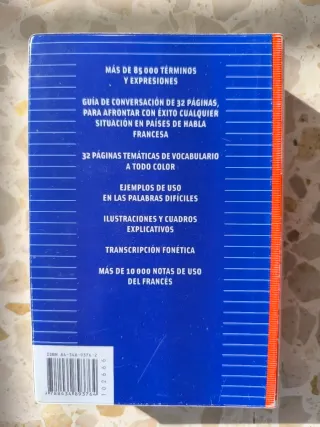 MÁS DE 85 000 TÉRMINOS
Y EXPRESIONES
GUÍA DE CONVERSACIÓN DE 32 PÁGINAS,
PARA AFRONTAR CON ÉXITO CUALQUIER
SITUACIÓN EN PAÍSES DE HABLA
FRANCESA
32 PÁGINAS TEMÁTICAS DE VOCABULARIO
A TODO COLOR
EJEMPLOS DE USO
EN LAS PALABRAS DIFÍCILES
ILUSTRACIONES Y CUADROS
EXPLICATIVOS
TRANSCRIPCIÓN FONÉTICA
MÁS DE 10 000 NOTAS DE USO
DEL FRANCÉS